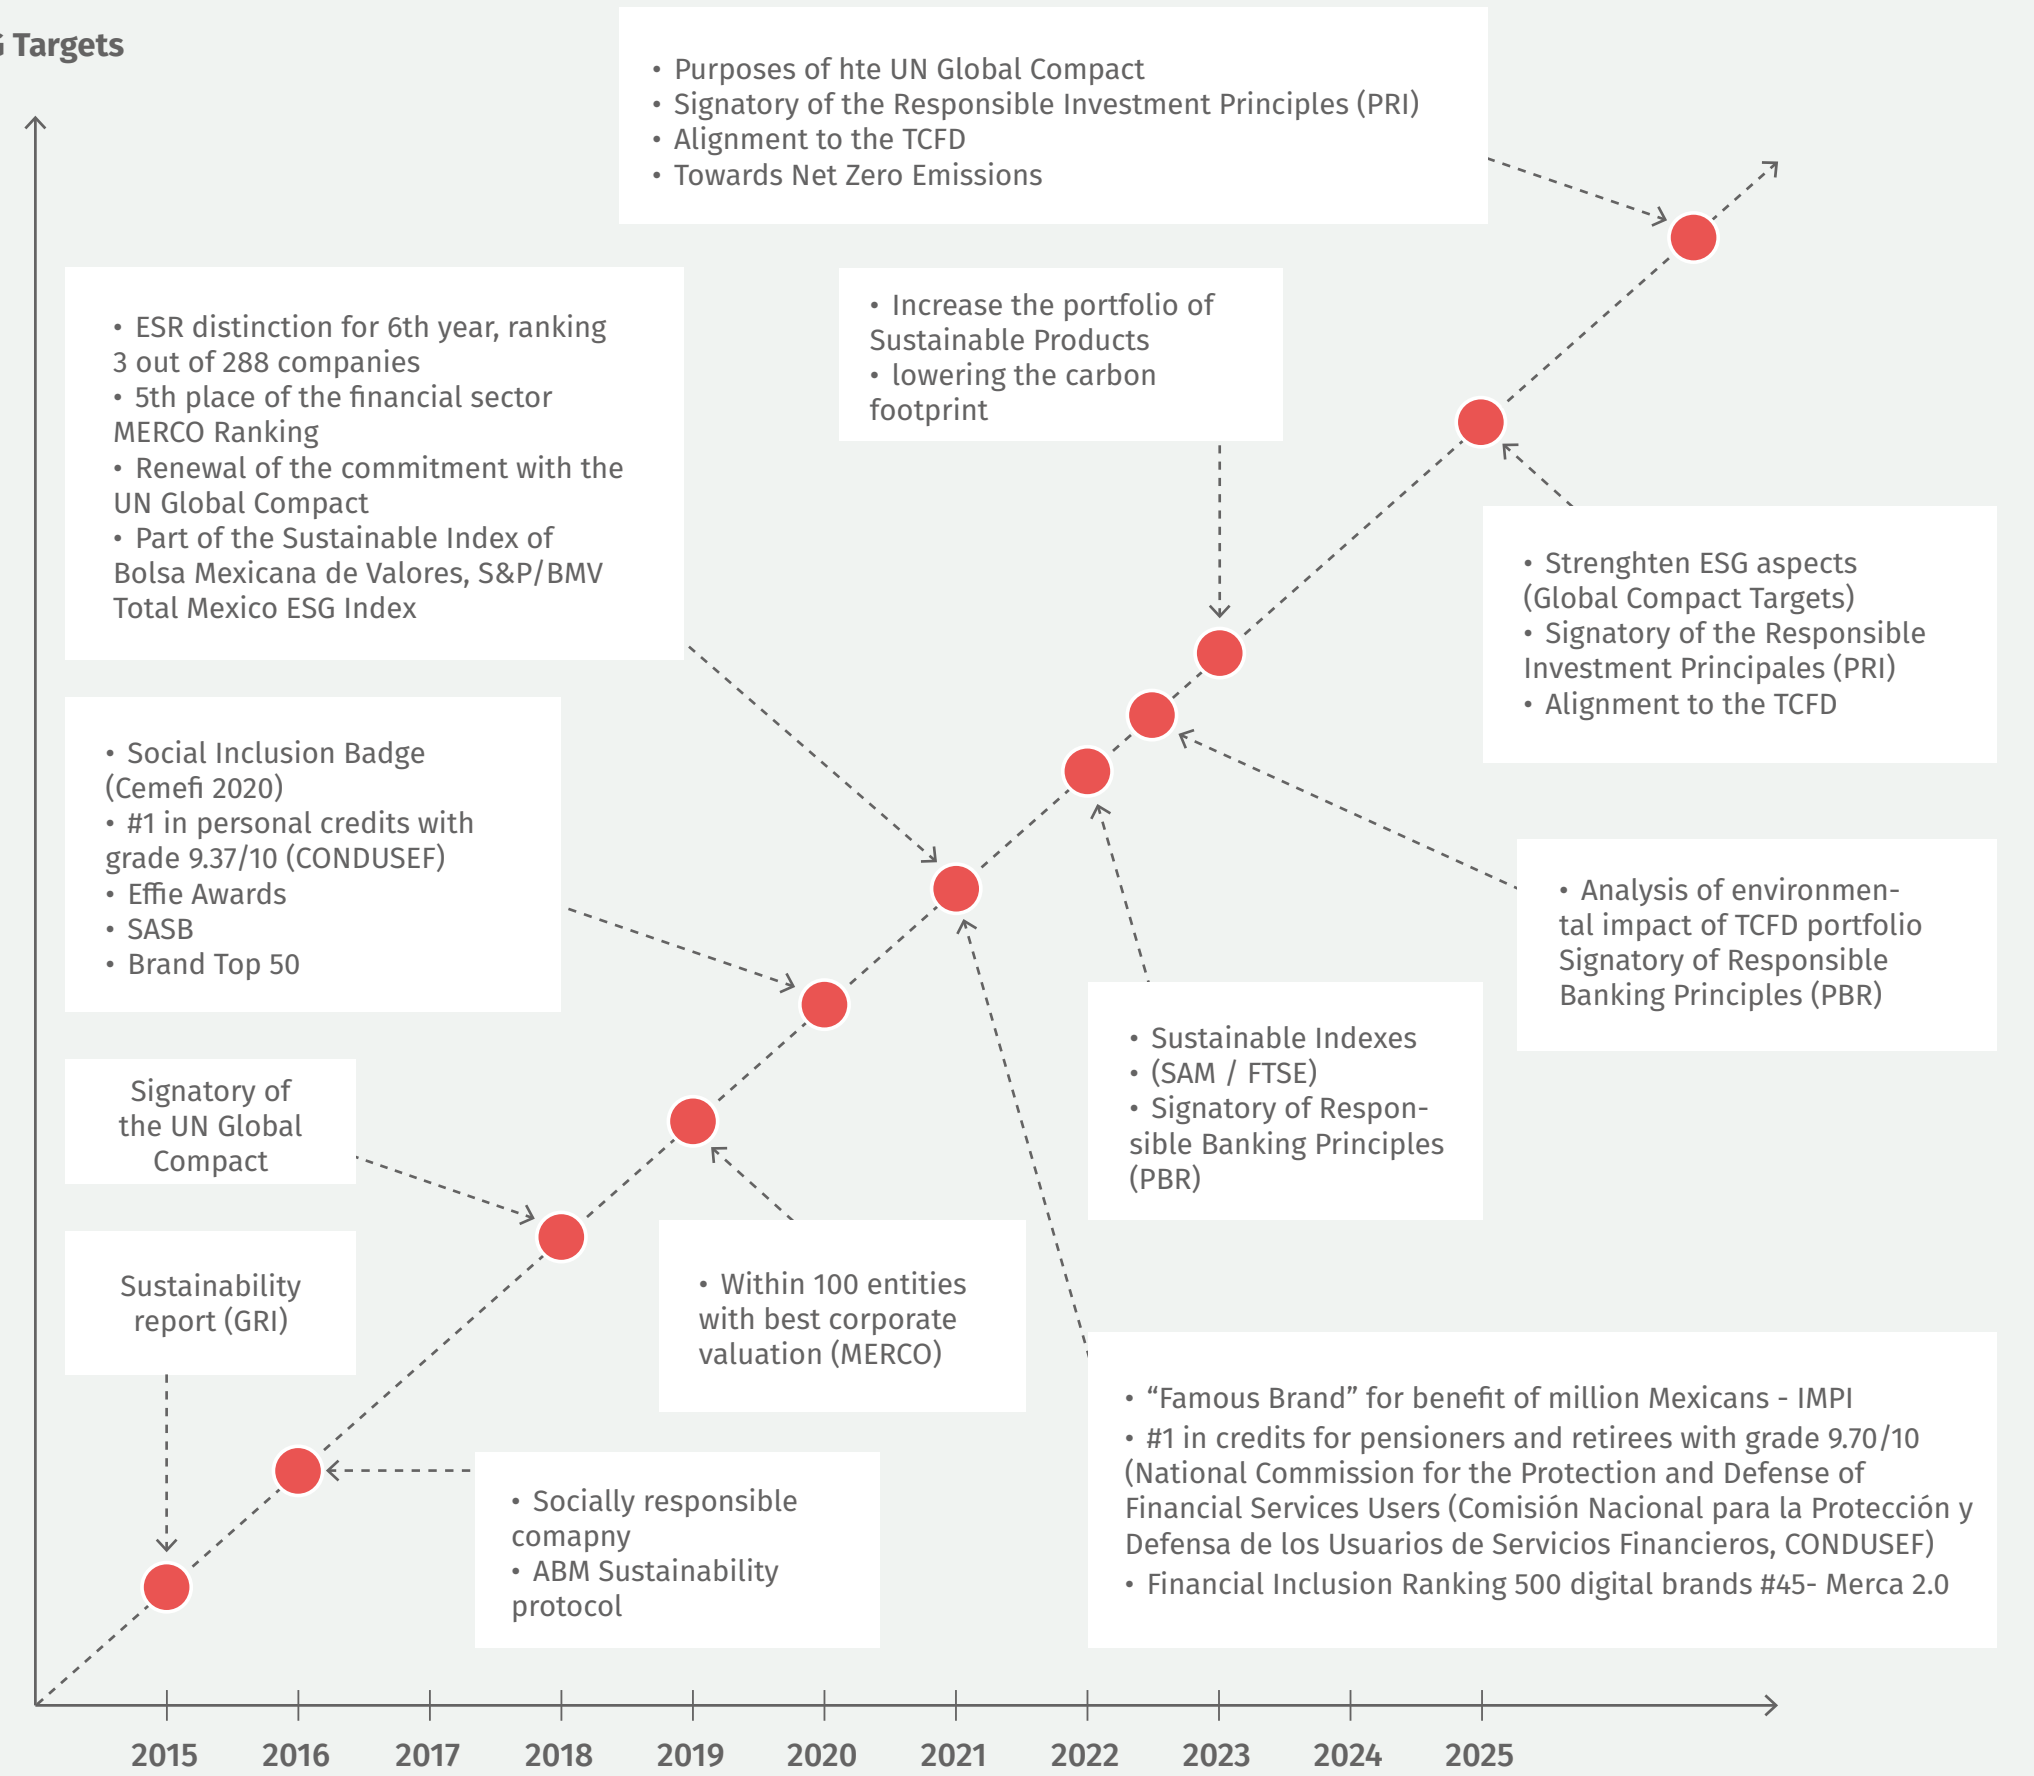 G Targets
• Purposes of hte UN Global Compact
• Signatory of the Responsible Investment Principles (PRI)
• Alignment to the TCFD
• Towards Net Zero Emissions
• ESR distinction for 6th year, ranking
3 out of 288 companies
• 5th place of the financial sector
MERCO Ranking
• Renewal of the commitment with the
UN Global Compact
• Part of the Sustainable Index of
Bolsa Mexicana de Valores, S&P/BMV
Total Mexico ESG Index
• Increase the portfolio of
Sustainable Products
• lowering the carbon
footprint
• Strenghten ESG aspects
(Global Compact Targets)
• Signatory of the Responsible
Investment Principales (PRI)
• Alignment to the TCFD
• Social Inclusion Badge
(Cemefi 2020)
• #1 in personal credits with
grade 9.37/10 (CONDUSEF)
• Effie Awards
• SASB
• Brand Top 50
• Analysis of environmen-
tal impact of TCFD portfolio
Signatory of Responsible
Banking Principles (PBR)
• Sustainable Indexes
• (SAM / FTSE)
• Signatory of Respon-
sible Banking Principles
(PBR)
Signatory of
the UN Global
Compact
Sustainability
report (GRI)
• Within 100 entities
with best corporate
valuation (MERCO)
• “Famous Brand” for benefit of million Mexicans - IMPI
• #1 in credits for pensioners and retirees with grade 9.70/10
(National Commission for the Protection and Defense of
Financial Services Users (Comisión Nacional para la Protección y
Defensa de los Usuarios de Servicios Financieros, CONDUSEF)
• Financial Inclusion Ranking 500 digital brands #45- Merca 2.0
• Socially responsible
comapny
• ABM Sustainability
protocol
2015 2016 2017 2018 2019 2020 2021 2022 2023 2024 2025